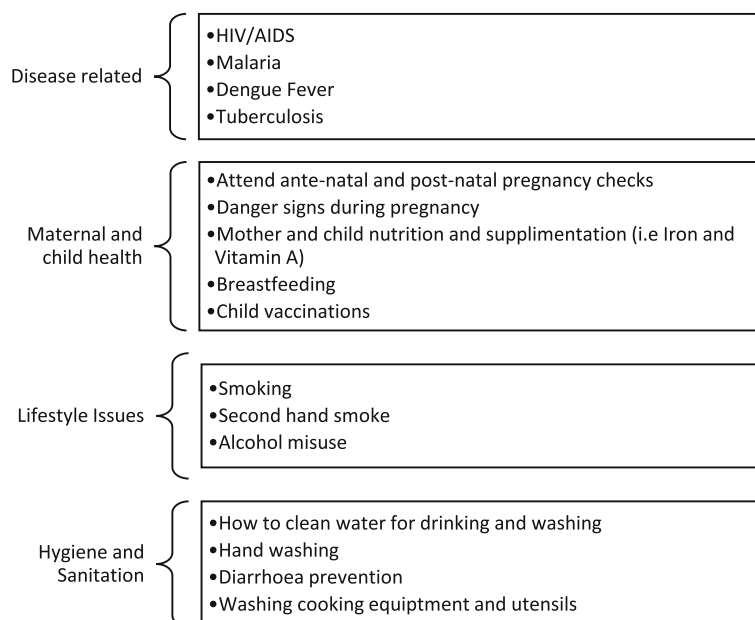 Disease related
•HIV/AIDS
•Malaria
•Dengue Fever
•Tuberculosis
Maternal and
child health
•Attend ante-natal and post-natal pregnancy checks
•Danger signs during pregnancy
•Mother and child nutrition and supplimentation (i.e Iron and
Vitamin A)
•Breastfeeding
•Child vaccinations
Lifestyle Issues
•Smoking
•Second hand smoke
•Alcohol misuse
Hygiene and
Sanitation
•How to clean water for drinking and washing
•Hand washing
•Diarrhoea prevention
•Washing cooking equiptment and utensils